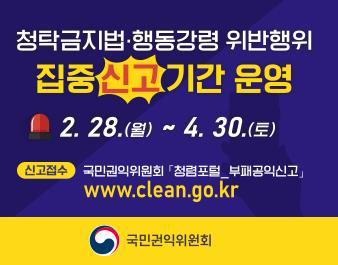 청탁금지법·행동강령 위반행위
집중신고기간 운영
2. 28.(월) ~ 4. 30.(토)
신고접수 국민권익위원회 「청렴포털_부패공익신고」
www.clean.go.kr
국민권익위원회